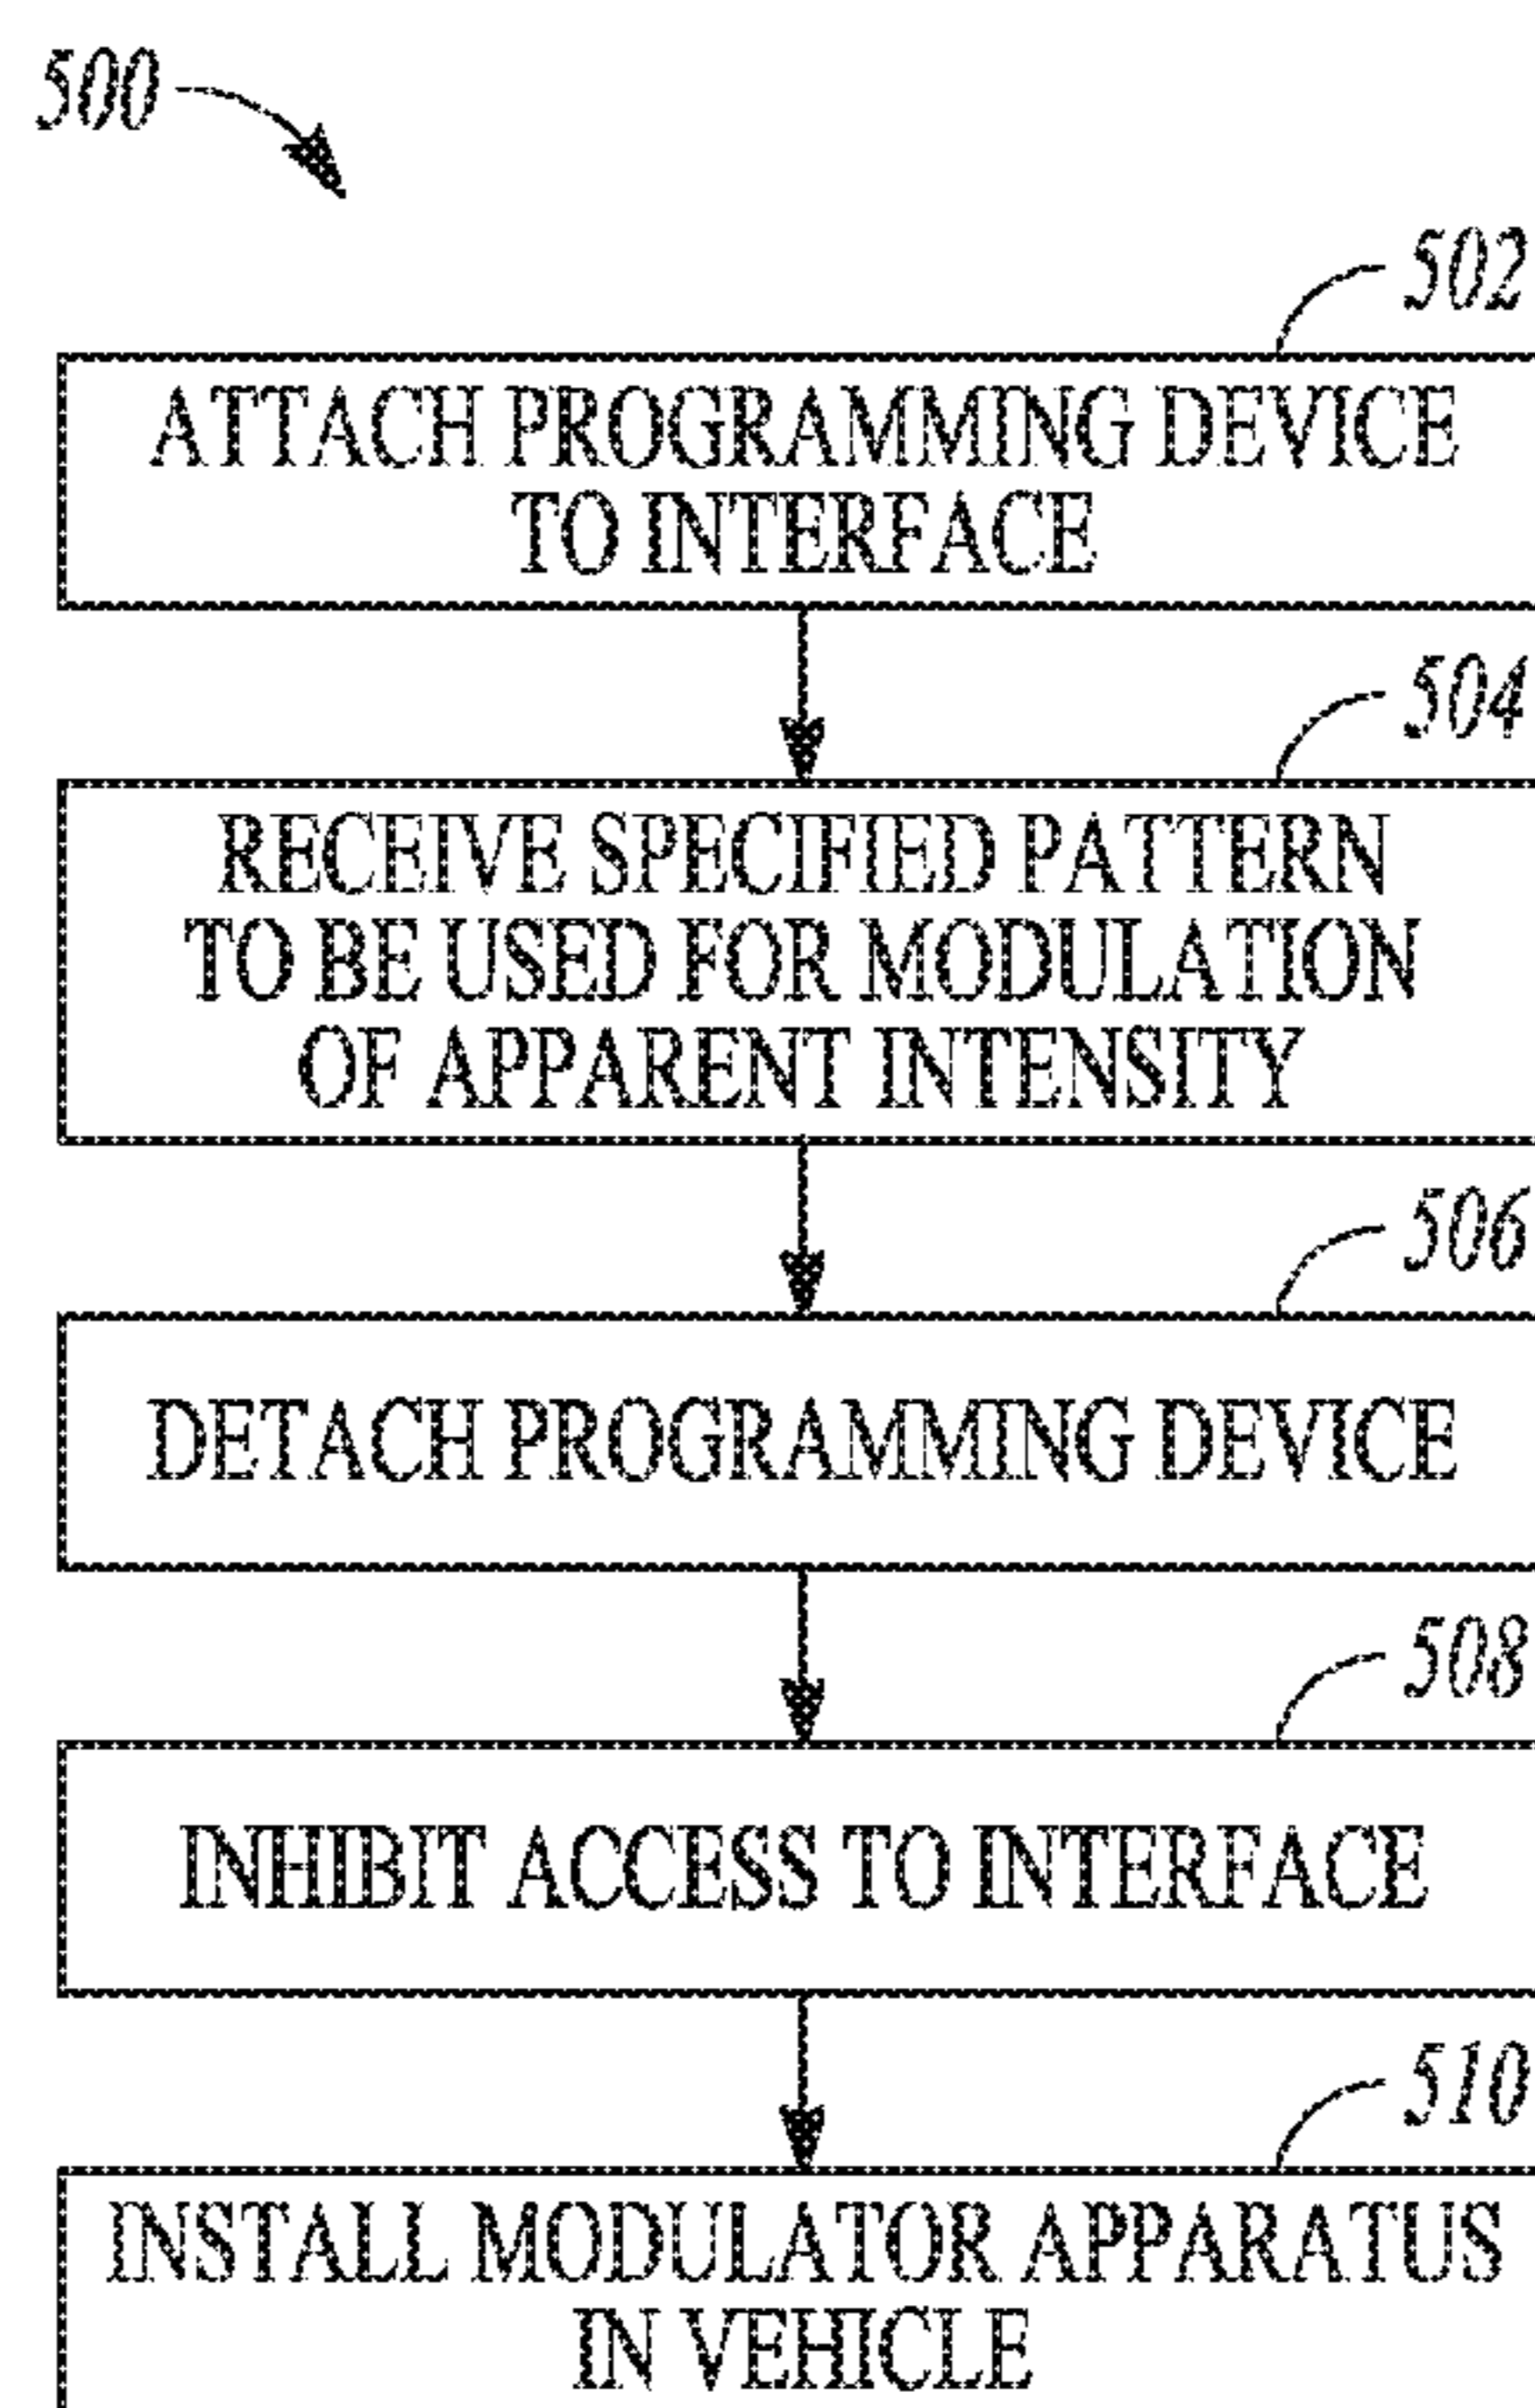 500
502
ATTACH PROGRAMMING DEVICE
TO INTERFACE
504
RECEIVE SPECIFIED PATTERN
TO BE USED FOR MODULATION
OF APPARENT INTENSITY
506
DETACH PROGRAMMING DEVICE
508
INHIBIT ACCESS TO INTERFACE
510
INSTALL MODULATOR APPARATUS
IN VEHICLE